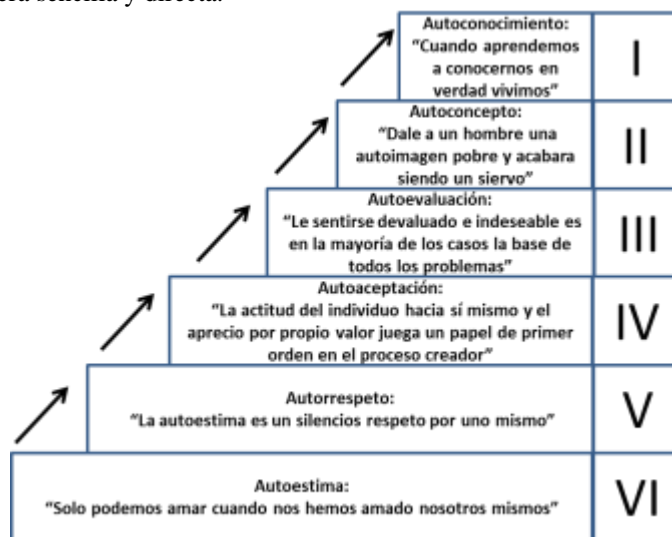 Autoconocimiento:
“Cuando aprendemos
a conocernos en
verdad vivimos”
I
Autoconcepto:
“Dale a un hombre una
autoimagen pobre y acabara
siendo un siervo”
II
Autoevaluación:
“Le sentirse devaluado e indeseable es
en la mayoría de los casos la base de
todos los problemas”
III
Autoaceptación:
“La actitud del individuo hacia sí mismo y el
aprecio por propio valor juega un papel de primer
orden en el proceso creador”
IV
Autorrespeto:
“La autoestima es un silencios respeto por uno mismo”
V
Autoestima:
“Solo podemos amar cuando nos hemos amado nosotros mismos”
VI